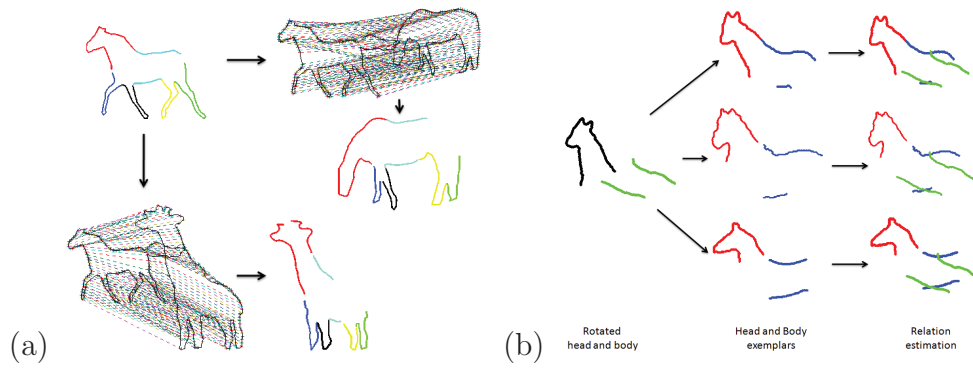 (a)
(b)
Rotated
head and body
Head and Body
exemplars
Relation
estimation